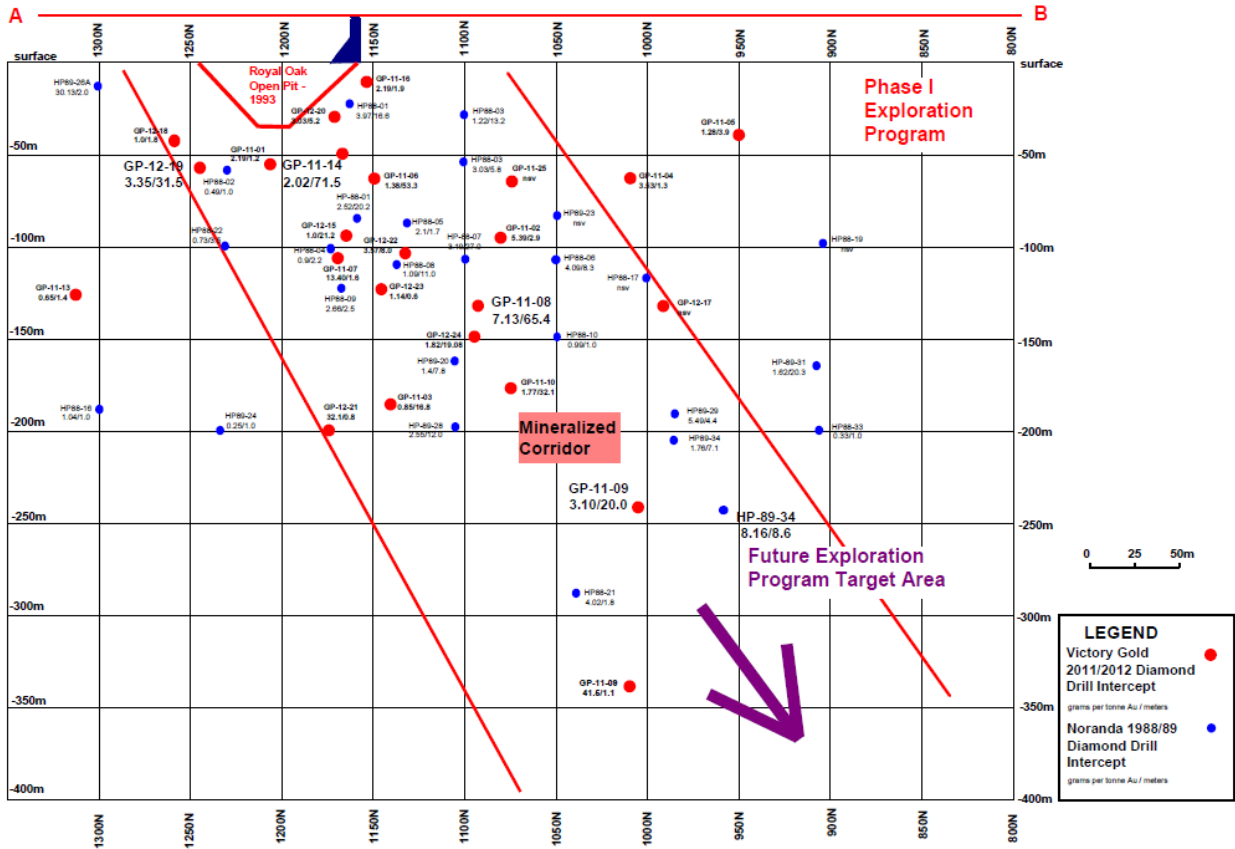 A
B
1300N
1250N
1200N
1150N
1100N
1050N
1000N
950N
900N
850N
800N
surface
surface
Royal Oak
Open Pit -
1993
Phase I
Exploration
Program
HP89-26A
30.13/2.0
GP-11-16
2.19/1.9
HP88-01
3.97/16.6
GP-12-20
HP88-03
1.22/13.2
GP-11-05
1.28/3.9
GP-12-18
1.0/1.8
-50m
-50m
GP-11-01
2.19/1.2
GP-12-19
3.35/31.5
HP88-02
0.49/1.0
GP-11-14
2.02/71.5
GP-11-06
1.38/53.3
HP88-03
3.03/5.8
GP-11-25
nsv
GP-11-04
HP-88-01
2.52/20.2
HP88-05
2.1/1.7
HP89-23
nsv
HP88-22
GP-12-15
1.0/21.2
GP-12-22
HP88-07
GP-11-02
5.39/2.9
HP88-19
nsv
-100m
-100m
HP88-04
0.9/2.2
GP-11-07
13.40/1.6
HP88-08
1.09/11.0
HP88-06
4.09/8.3
HP88-17
nsv
GP-11-13
0.65/1.4
HP88-09
2.66/2.5
GP-12-23
1.14/0.6
GP-11-08
7.13/65.4
GP-12-17
nsv
-150m
-150m
GP-12-24
1.82/19.08
HP88-10
0.99/1.0
HP89-20
1.4/7.8
HP-89-31
1.62/20.3
GP-11-10
1.77/32.1
HP88-16
1.04/1.0
HP89-24
0.25/1.0
GP-12-21
32.1/0.8
GP-11-03
0.85/16.8
HP-89-28
2.55/12.0
HP89-29
5.49/4.4
HP88-33
0.33/1.0
-200m
-200m
Mineralized
Corridor
HP89-34
1.76/7.1
GP-11-09
3.10/20.0
HP-89-34
8.16/8.6
-250m
-250m
Future Exploration
Program Target Area
0 25 50m
HP88-21
4.02/1.8
-300m
-300m
GP-11-09
41.5/1.1
-350m
-350m
-400m
-400m
LEGEND
Victory Gold
2011/2012 Diamond
Drill Intercept
grams per tonne Au / meters
Noranda 1988/89
Diamond Drill
Intercept
grams per tonne Au / meters
1300N
1250N
1200N
1150N
1100N
1050N
1000N
950N
900N
850N
800N